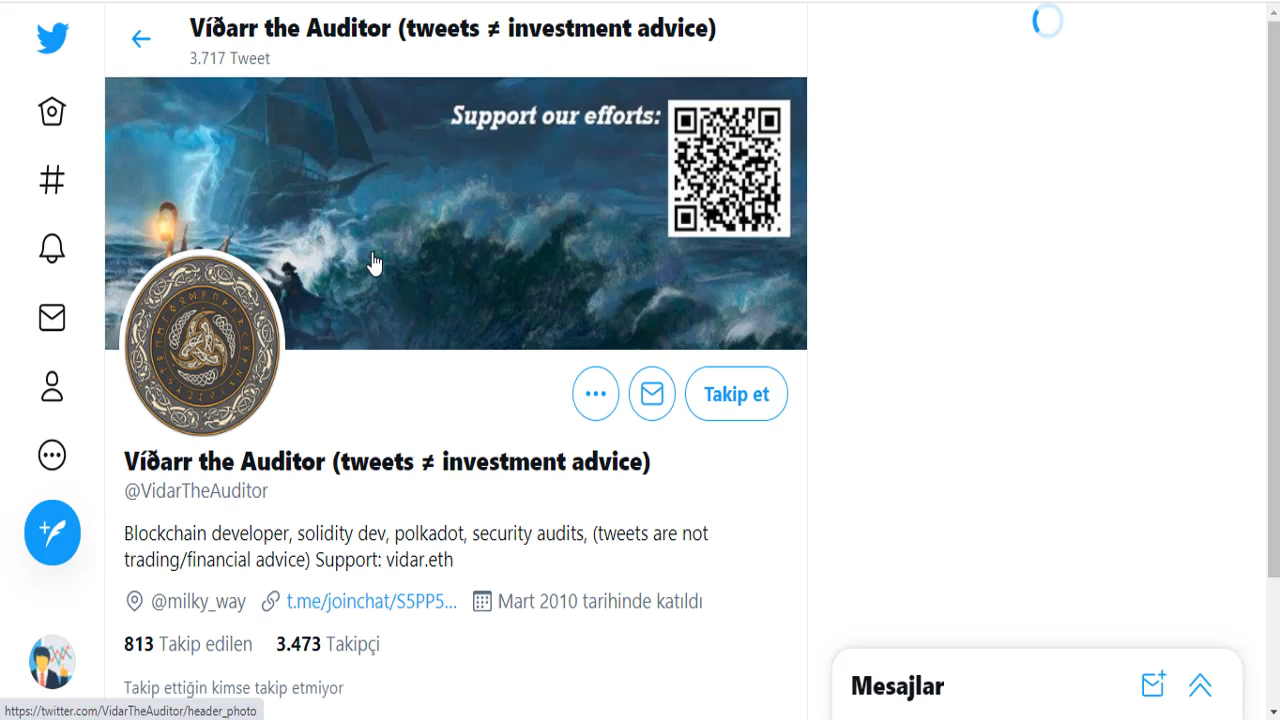 Víðarr the Auditor (tweets ≠ investment advice)
3.717 Tweet
Support our efforts:
Takip et
Víðarr the Auditor (tweets ≠ investment advice)
@VidarTheAuditor
Blockchain developer, solidity dev, polkadot, security audits, (tweets are not
trading/financial advice) Support: vidar.eth
@milky_way t.me/joinchat/S5PP5... Mart 2010 tarihinde katıldı
813 Takip edilen 3.473 Takipçi
Takip ettiğin kimse takip etmiyor
Mesajlar
https://twitter.com/VidarTheAuditor/header_photo